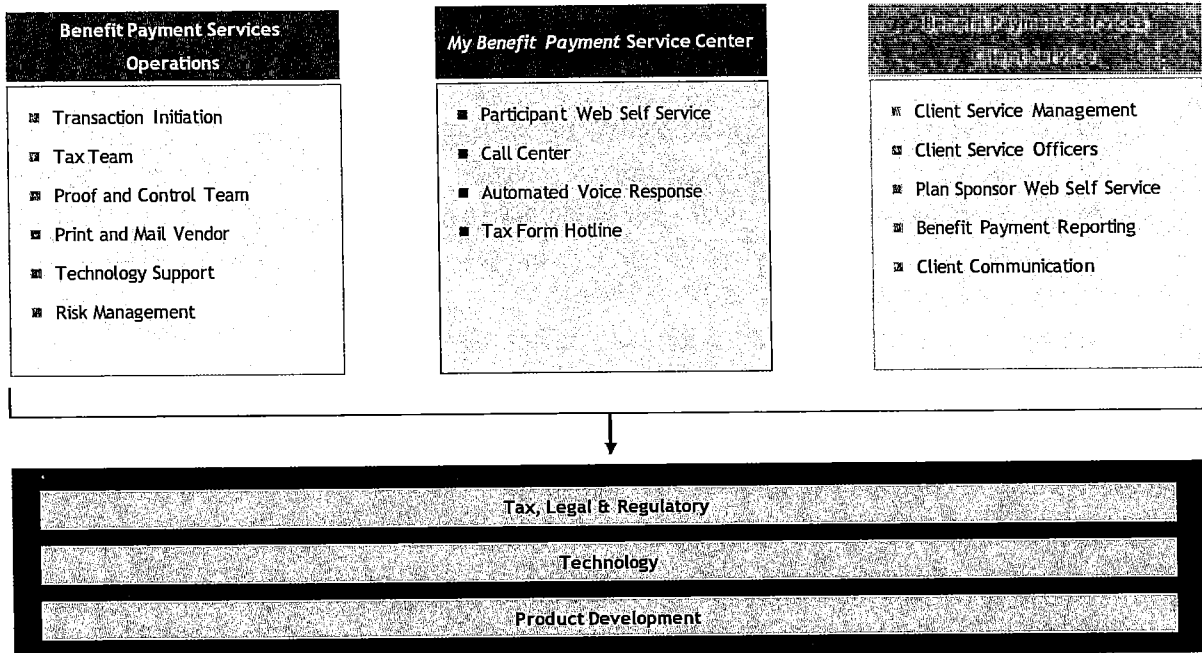 Benefit Payment Services
Operations
Transaction Initiation
Tax Team
Proof and Control Team
Print and Mail Vendor
Technology Support
Risk Management
My Benefit Payment Service Center
Participant Web Self Service
Call Center
Automated Voice Response
Tax Form Hotline
Benefit Payment Services
Client Service Management
Client Service Officers
Plan Sponsor Web Self Service
Benefit Payment Reporting
Client Communication
Tax, Legal & Regulatory
Technology
Product Development